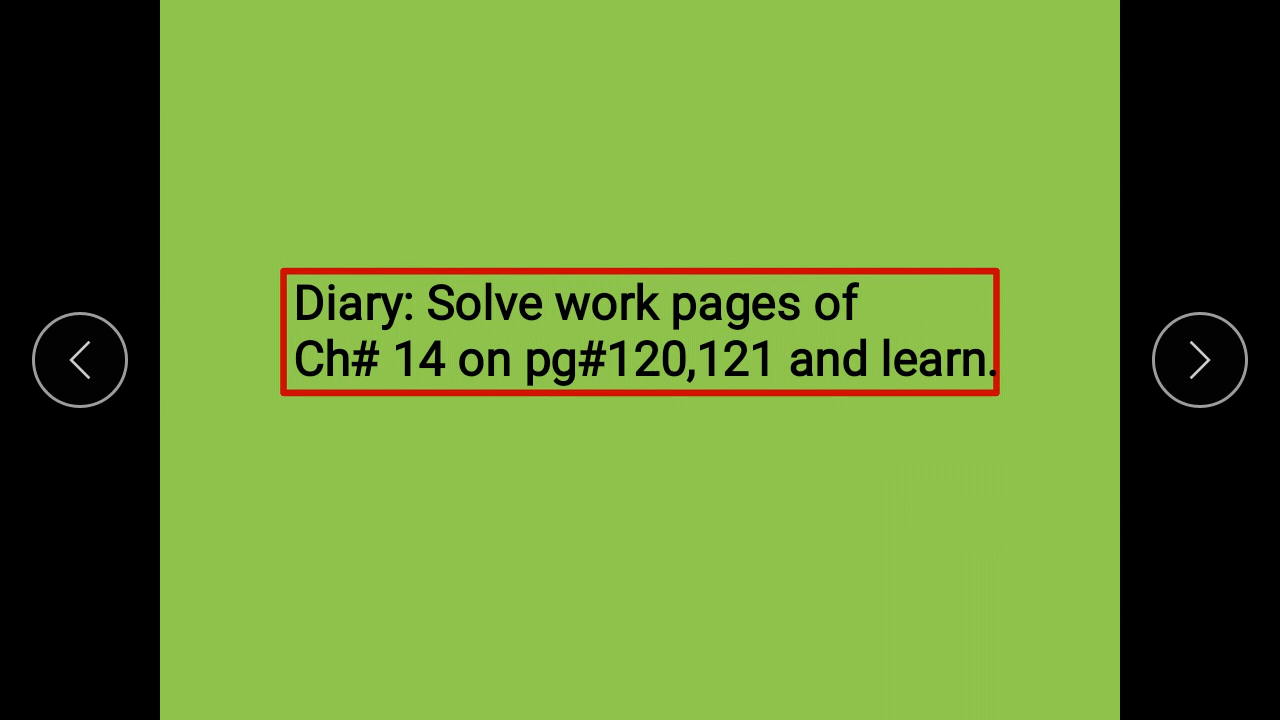 Diary: Solve work pages of
Ch# 14 on pg#120,121 and learn.